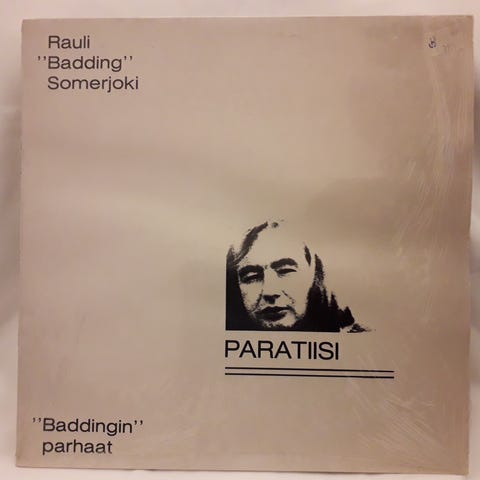 Rauli
"Badding"
Somerjoki
PARATIISI
"Baddingin"
parhaat